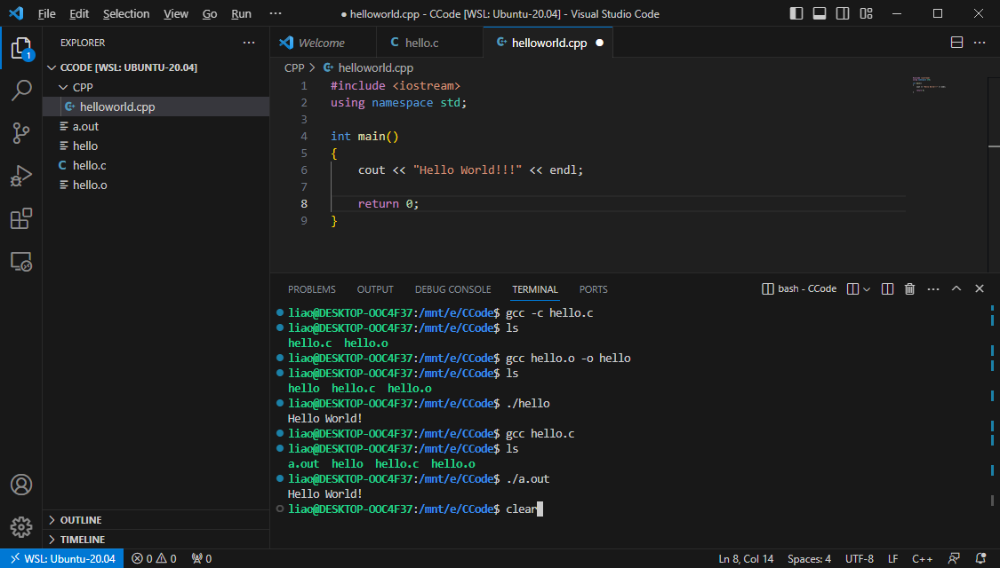 File Edit Selection View Go Run ··· ● helloworld.cpp - CCode [WSL: Ubuntu-20.04] - Visual Studio Code
EXPLORER ···
1
CCODE [WSL: UBUNTU-20.04]
CPP
helloworld.cpp
a.out
hello
C hello.c
hello.o
OUTLINE
TIMELINE
Welcome C hello.c helloworld.cpp ● ···
CPP > helloworld.cpp
1 #include <iostream>
2 using namespace std;
3
4 int main()
5 {
6 cout << "Hello World!!!" << endl;
7
8 return 0;
9 }
PROBLEMS OUTPUT DEBUG CONSOLE TERMINAL PORTS bash - CCode ···
liao@DESKTOP-OOC4F37:/mnt/e/CCode$ gcc -c hello.c
liao@DESKTOP-OOC4F37:/mnt/e/CCode$ ls
hello.c hello.o
liao@DESKTOP-OOC4F37:/mnt/e/CCode$ gcc hello.o -o hello
liao@DESKTOP-OOC4F37:/mnt/e/CCode$ ls
hello hello.c hello.o
liao@DESKTOP-OOC4F37:/mnt/e/CCode$ ./hello
Hello World!
liao@DESKTOP-OOC4F37:/mnt/e/CCode$ gcc hello.c
liao@DESKTOP-OOC4F37:/mnt/e/CCode$ ls
a.out hello hello.c hello.o
liao@DESKTOP-OOC4F37:/mnt/e/CCode$ ./a.out
Hello World!
liao@DESKTOP-OOC4F37:/mnt/e/CCode$ clear
WSL: Ubuntu-20.04 0 0 0 Ln 8, Col 14 Spaces: 4 UTF-8 LF C++